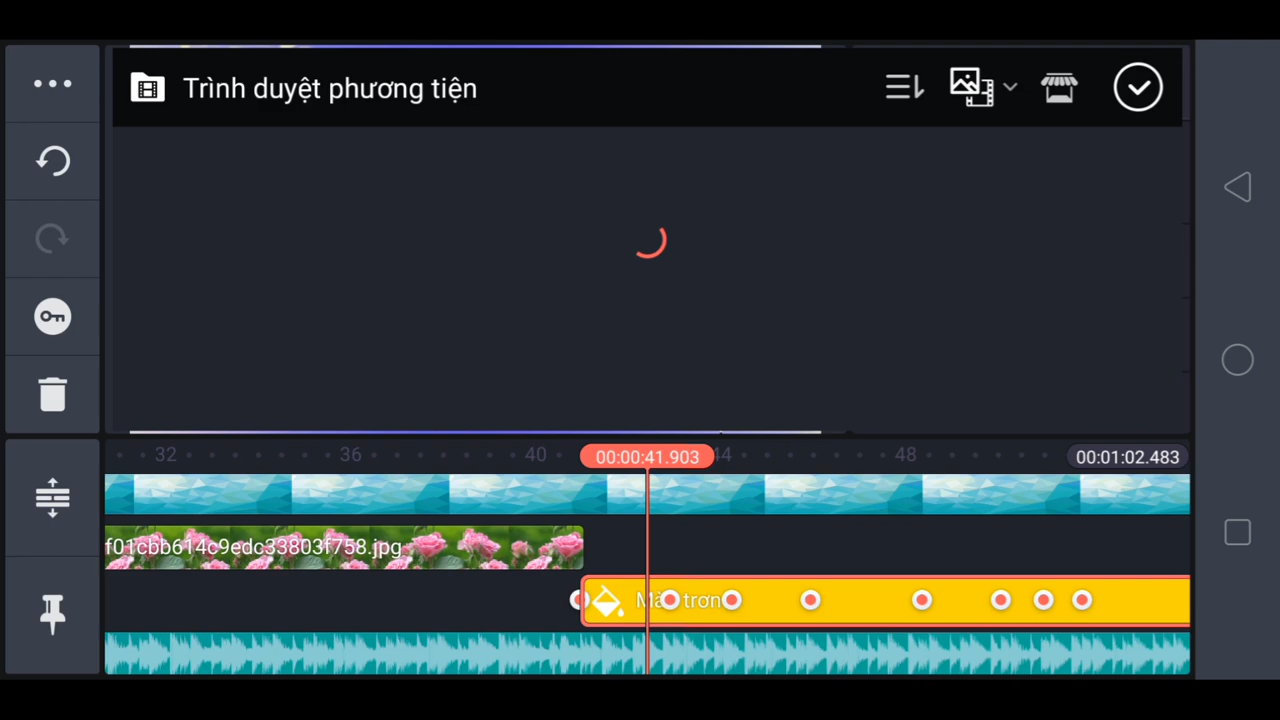 Trình duyệt phương tiện
32
36
40
00:00:41.903
44
48
00:01:02.483
f01cbb614c9edc33803f758.jpg
Màu trơn